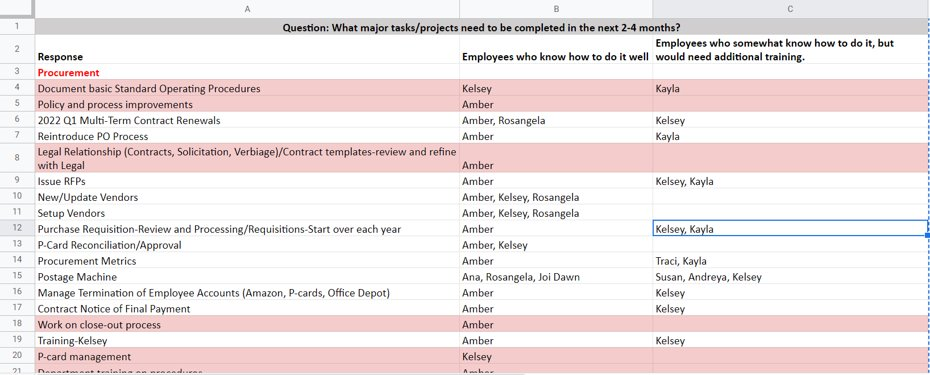 A B C
1 Question: What major tasks/projects need to be completed in the next 2-4 months?
Employees who somewhat know how to do it, but
2 Response Employees who know how to do it well would need additional training.
3 Procurement
4 Document basic Standard Operating Procedures Kelsey Kayla
5 Policy and process improvements Amber
6 2022 Q1 Multi-Term Contract Renewals Amber, Rosangela Kelsey
7 Reintroduce PO Process Amber Kayla
Legal Relationship (Contracts, Solicitation, Verbiage)/Contract templates-review and refine
8 with Legal Amber
9 Issue RFPs Amber Kelsey, Kayla
10 New/Update Vendors Amber, Kelsey, Rosangela
11 Setup Vendors Amber, Kelsey, Rosangela
12 Purchase Requisition-Review and Processing/Requisitions-Start over each year Amber Kelsey, Kayla
13 P-Card Reconciliation/Approval Amber, Kelsey
14 Procurement Metrics Amber Traci, Kayla
15 Postage Machine Ana, Rosangela, Joi Dawn Susan, Andreya, Kelsey
16 Manage Termination of Employee Accounts (Amazon, P-cards, Office Depot) Amber Kelsey
17 Contract Notice of Final Payment Amber Kelsey
18 Work on close-out process Amber
19 Training-Kelsey Amber Kelsey
20 P-card management Kelsey
21 Department training on procedures Amber